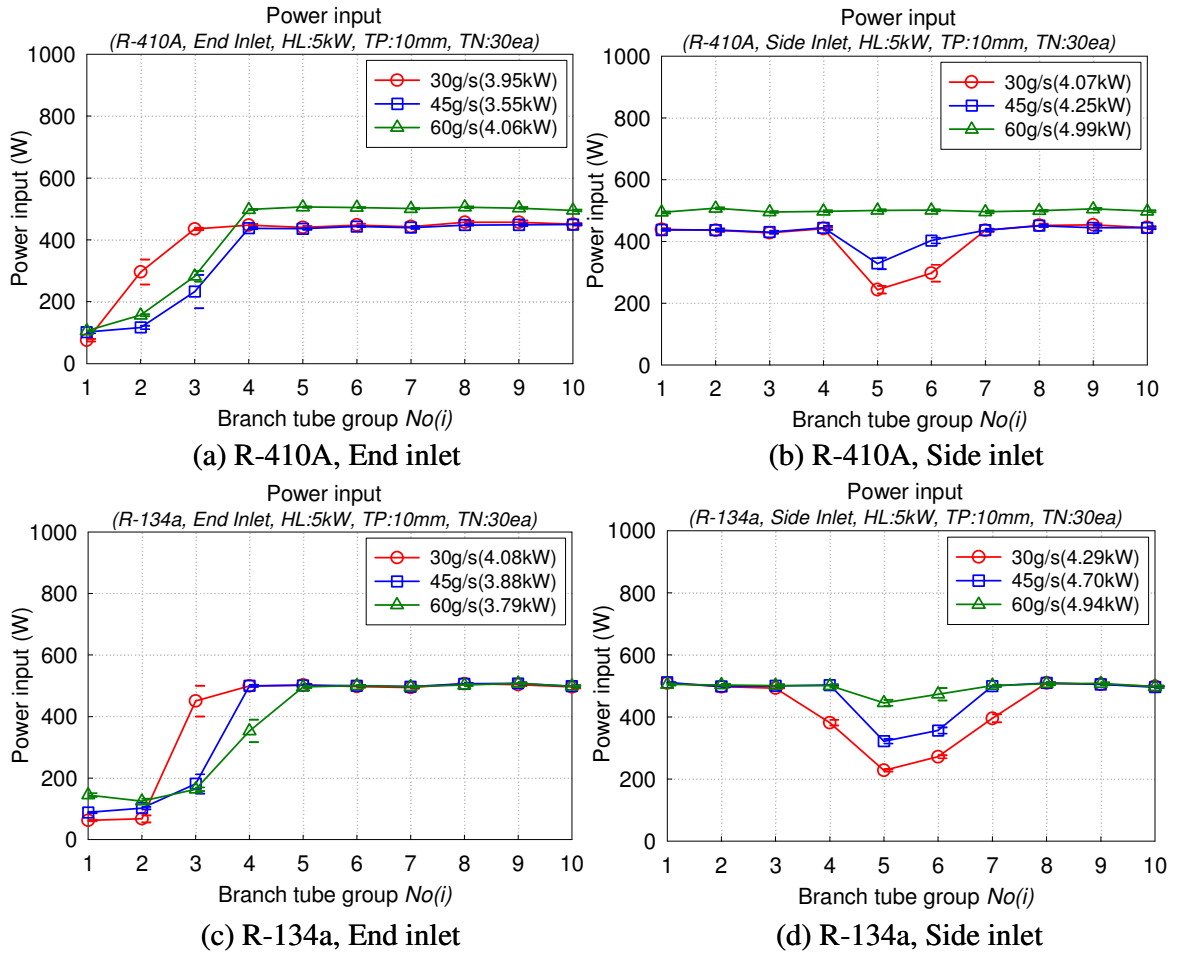 Power input
(R-410A, End Inlet, HL:5kW, TP:10mm, TN:30ea)
1000
800
600
400
200
0
Power input (W)
30g/s(3.95kW)
45g/s(3.55kW)
60g/s(4.06kW)
1 2 3 4 5 6 7 8 9 10
Branch tube group No(i)
(a) R-410A, End inlet
Power input
(R-410A, Side Inlet, HL:5kW, TP:10mm, TN:30ea)
1000
800
600
400
200
0
Power input (W)
30g/s(4.07kW)
45g/s(4.25kW)
60g/s(4.99kW)
1 2 3 4 5 6 7 8 9 10
Branch tube group No(i)
(b) R-410A, Side inlet
Power input
(R-134a, End Inlet, HL:5kW, TP:10mm, TN:30ea)
1000
800
600
400
200
0
Power input (W)
30g/s(4.08kW)
45g/s(3.88kW)
60g/s(3.79kW)
1 2 3 4 5 6 7 8 9 10
Branch tube group No(i)
(c) R-134a, End inlet
Power input
(R-134a, Side Inlet, HL:5kW, TP:10mm, TN:30ea)
1000
800
600
400
200
0
Power input (W)
30g/s(4.29kW)
45g/s(4.70kW)
60g/s(4.94kW)
1 2 3 4 5 6 7 8 9 10
Branch tube group No(i)
(d) R-134a, Side inlet